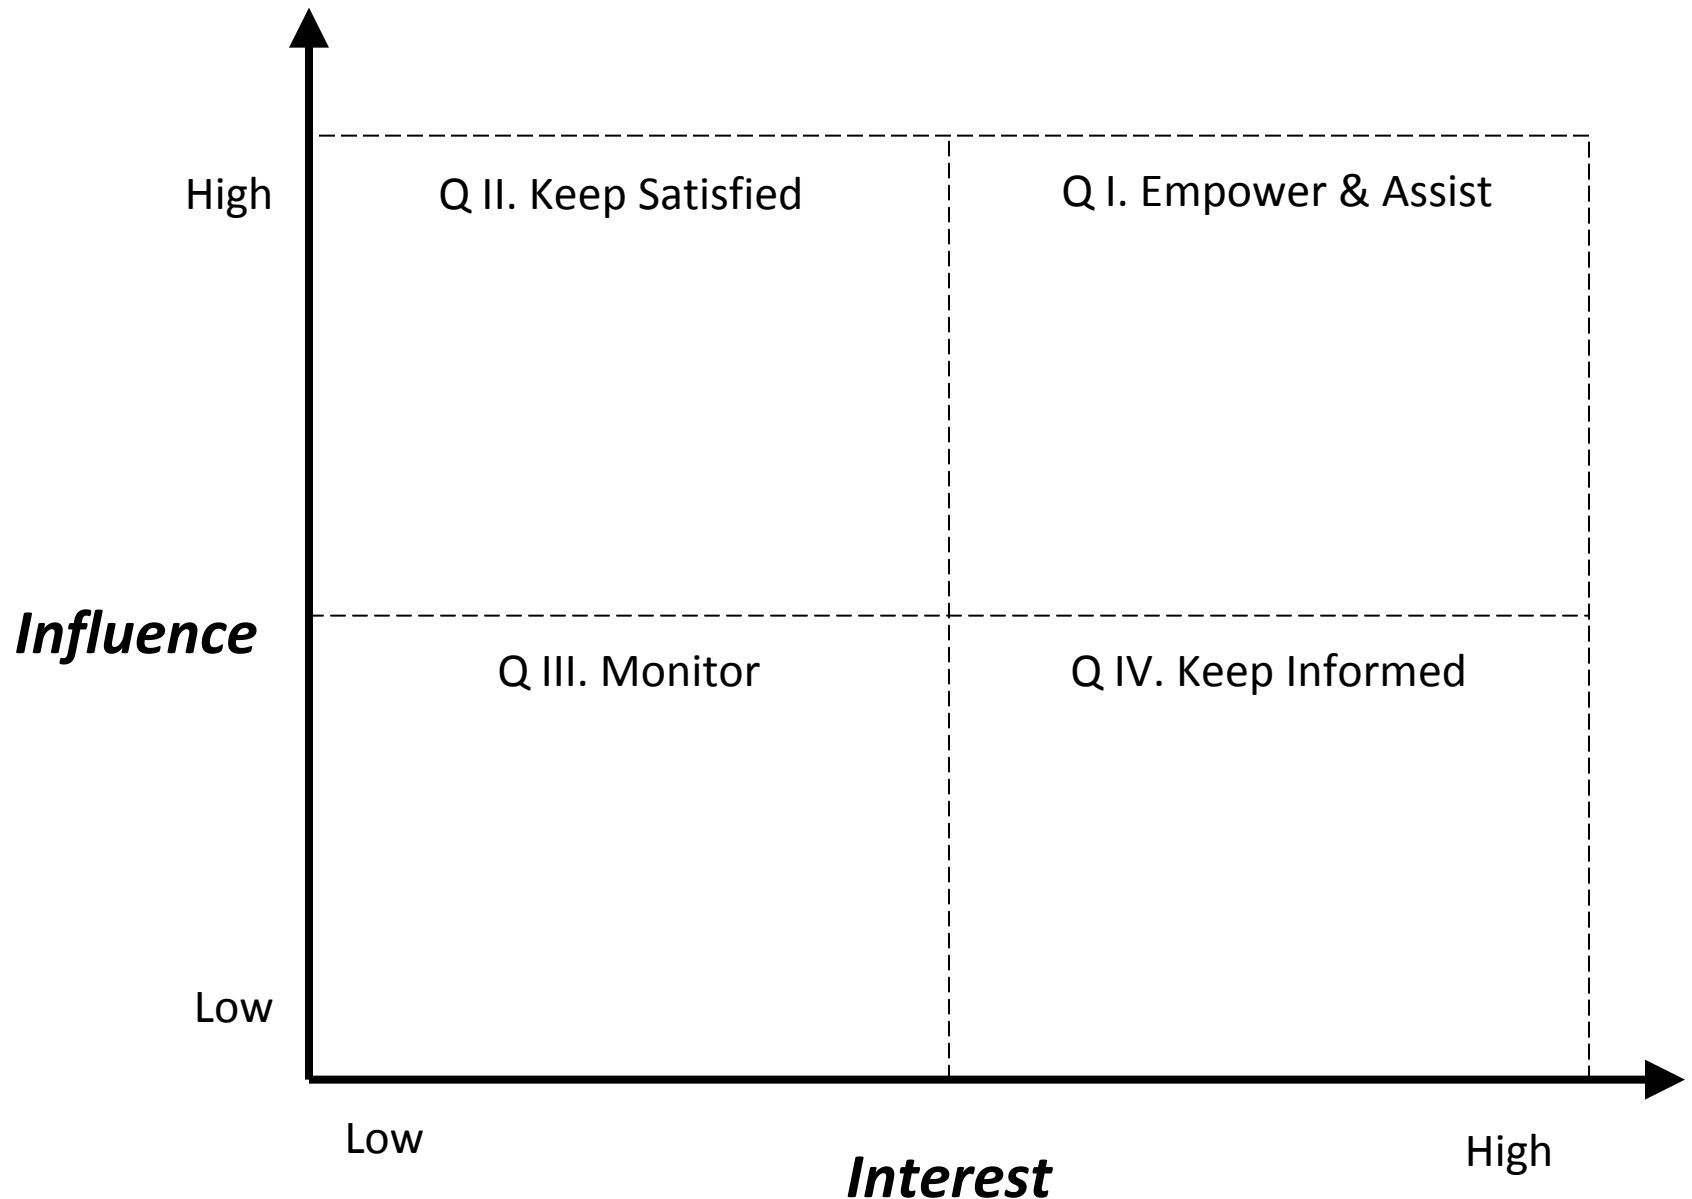 High
Q II. Keep Satisfied
Q I. Empower & Assist
Influence
Q III. Monitor
Q IV. Keep Informed
Low
Low
High
Interest